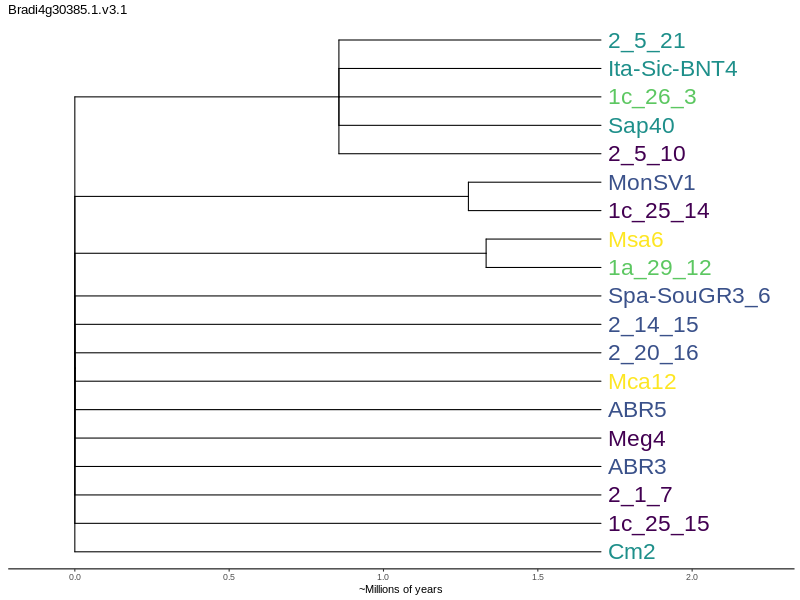 Bradi4g30385.1.v3.1
2_5_21
Ita-Sic-BNT4
1c_26_3
Sap40
2_5_10
MonSV1
1c_25_14
Msa6
1a_29_12
Spa-SouGR3_6
2_14_15
2_20_16
Mca12
ABR5
Meg4
ABR3
2_1_7
1c_25_15
Cm2
0.0 0.5 1.0 1.5 2.0
~Millions of years